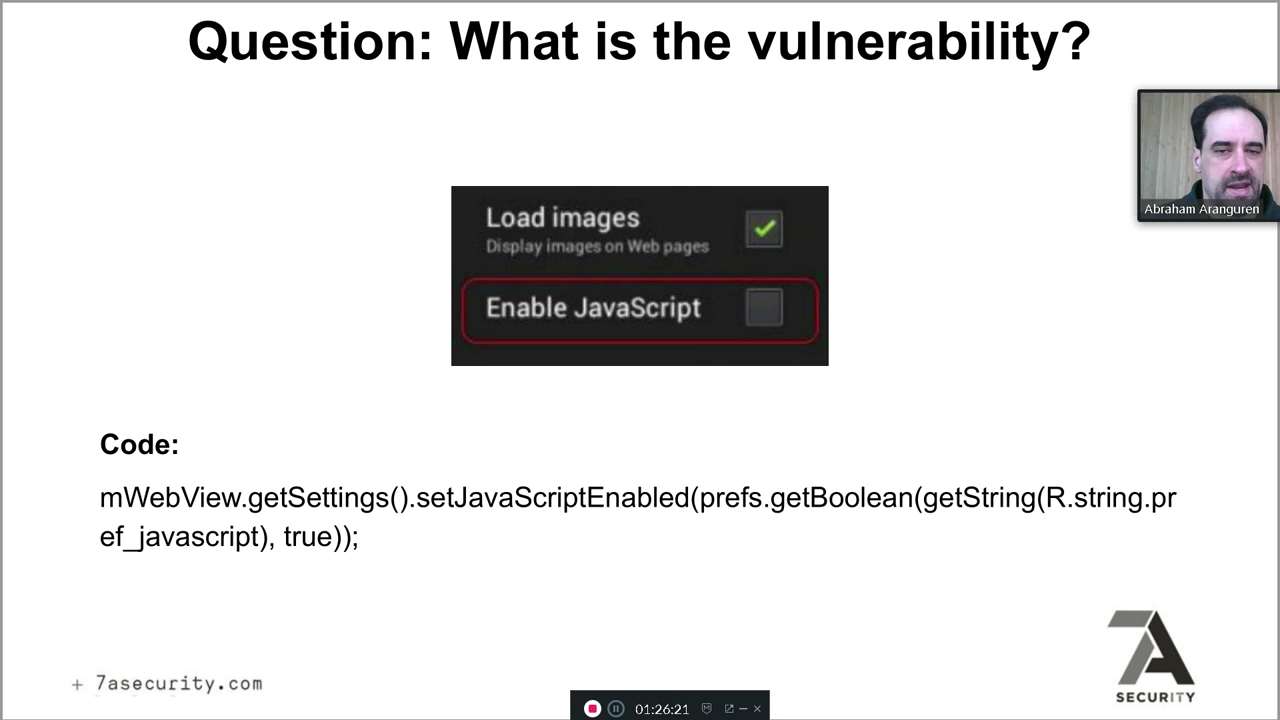 Question: What is the vulnerability?
Abraham Aranguren
Load images
Display images on Web pages
Enable JavaScript
Code:
mWebView.getSettings().setJavaScriptEnabled(prefs.getBoolean(getString(R.string.pr
ef_javascript), true));
+ 7asecurity.com
7A
SECURITY
01:26:21